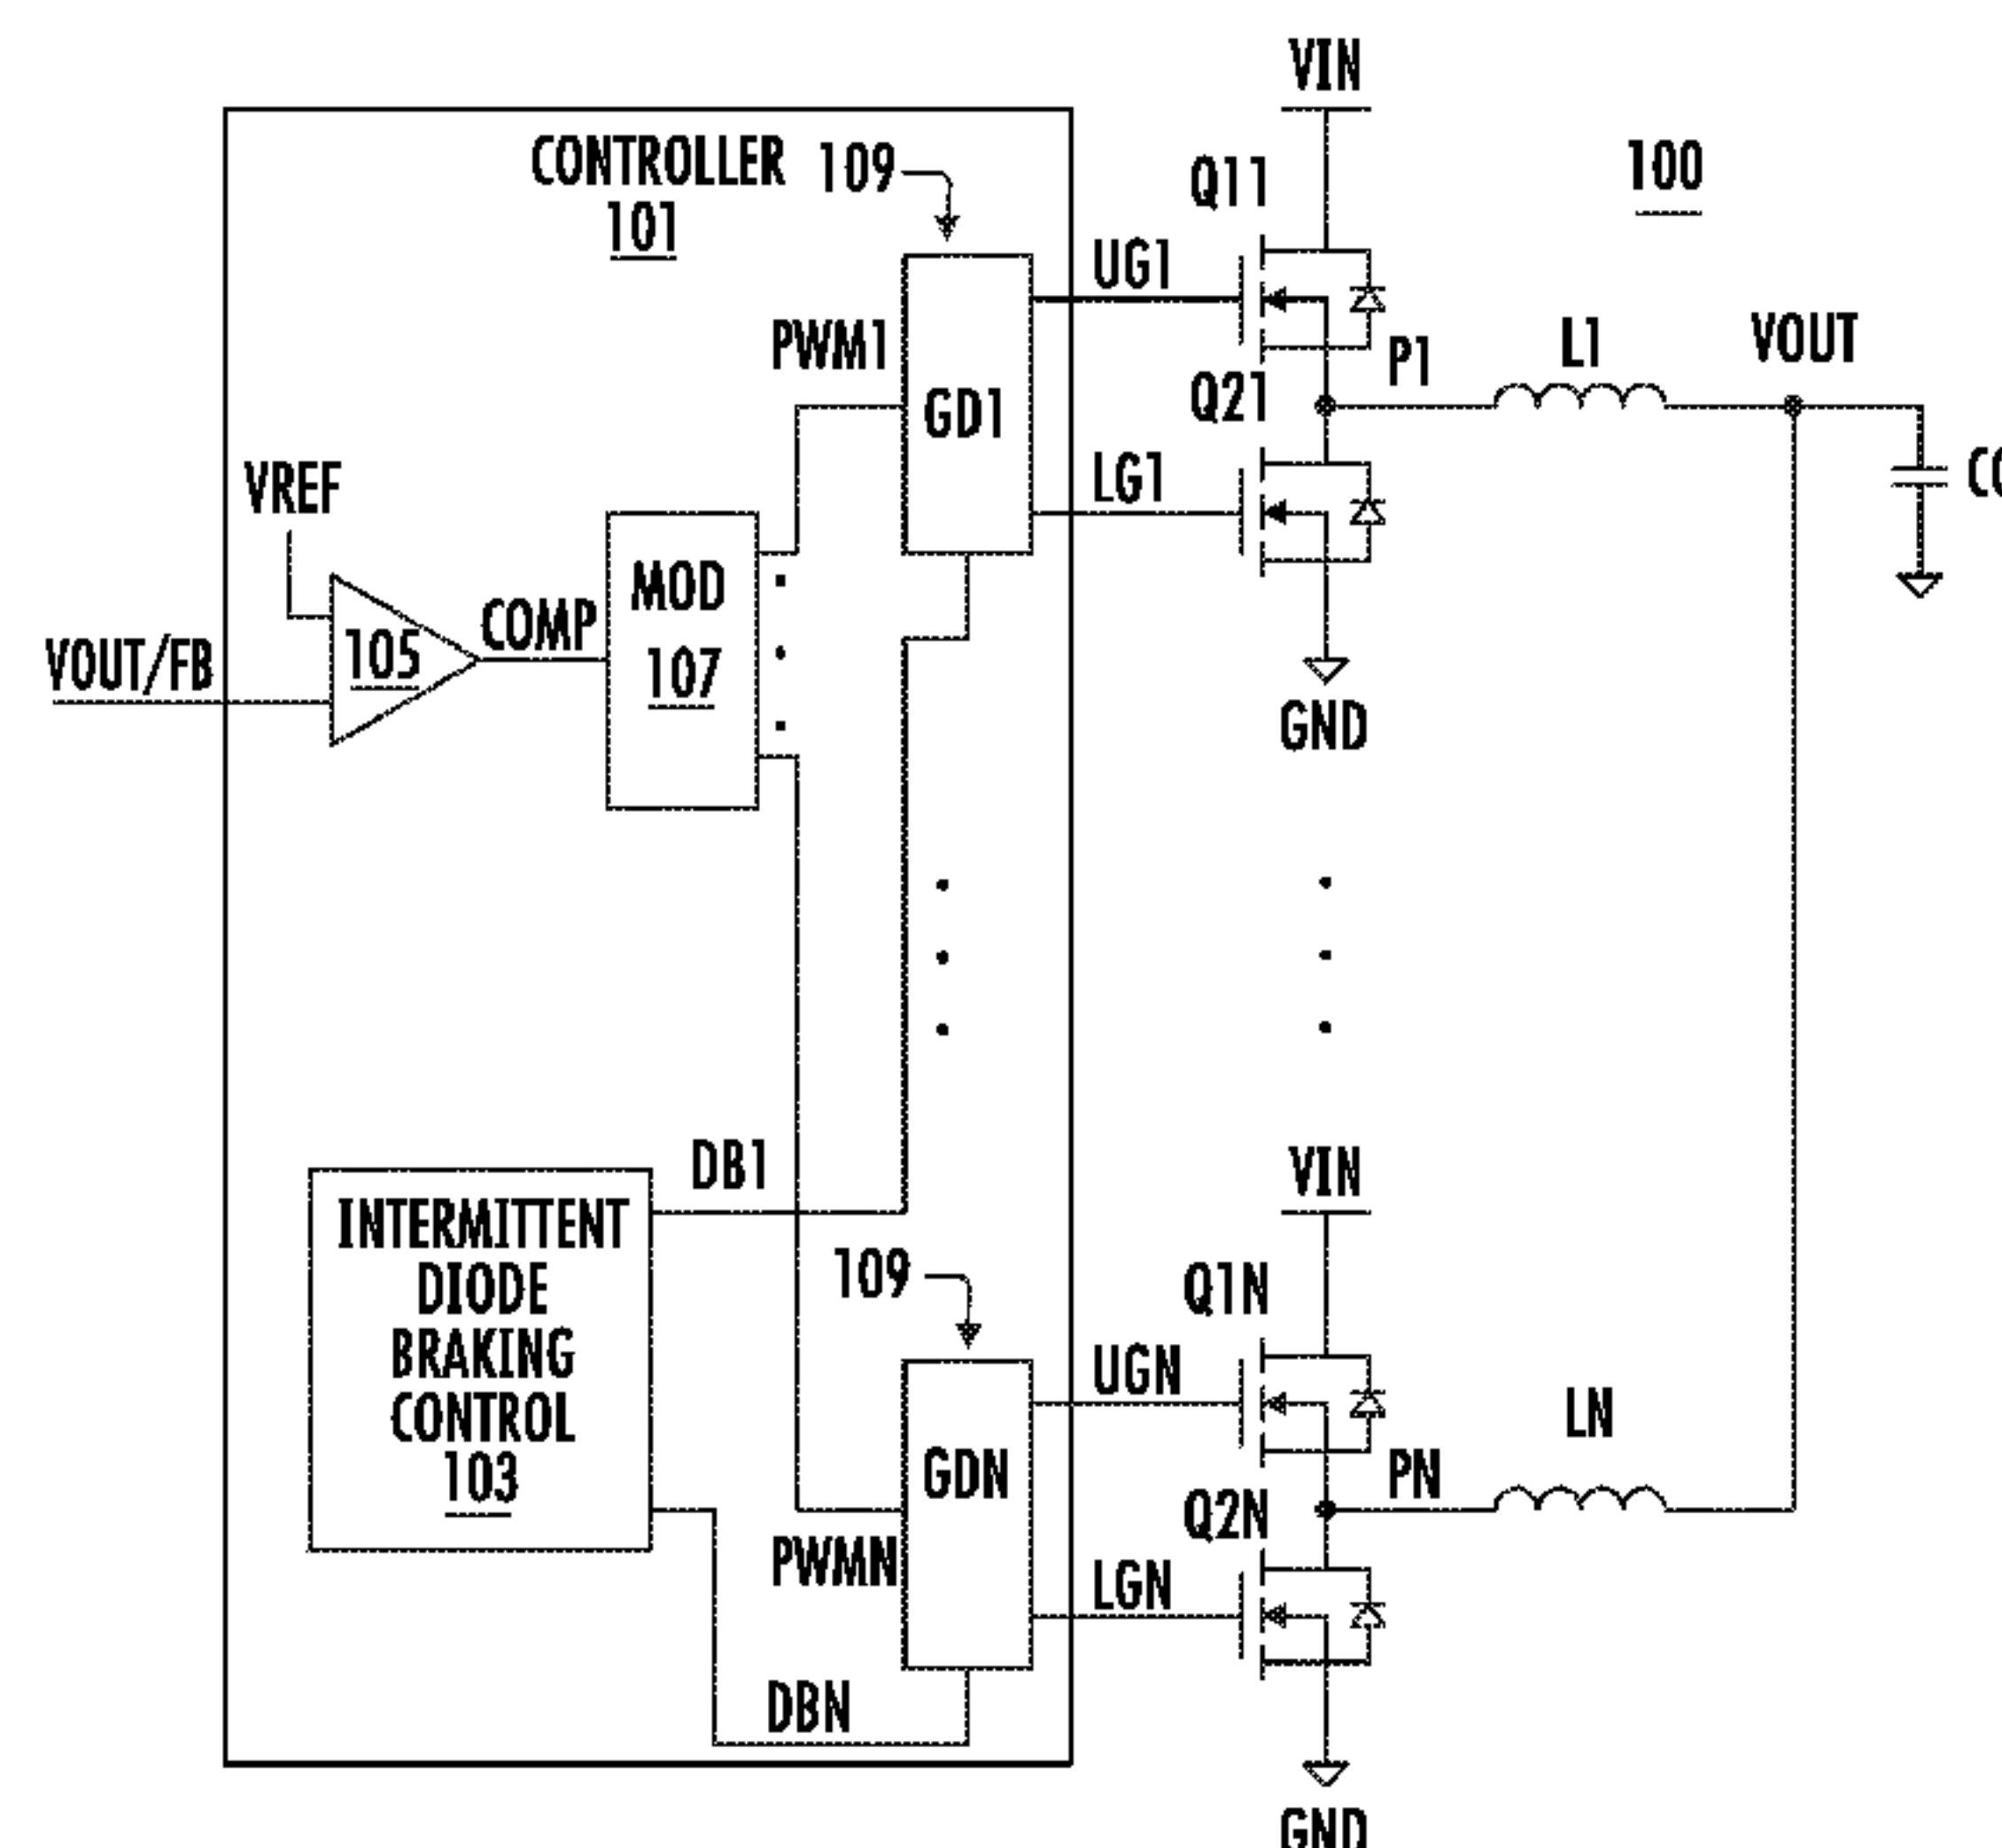 VIN
CONTROLLER
101
109
Q11
100
UG1
PWM1
GD1
P1
L1
VOUT
Q21
LG1
VREF
MOD
107
COMP
105
VOUT/FB
GND
DB1
VIN
INTERMITTENT
DIODE
BRAKING
CONTROL
103
109
Q1N
UGN
GDN
PN
LN
Q2N
PWMN
LGN
DBN
GND